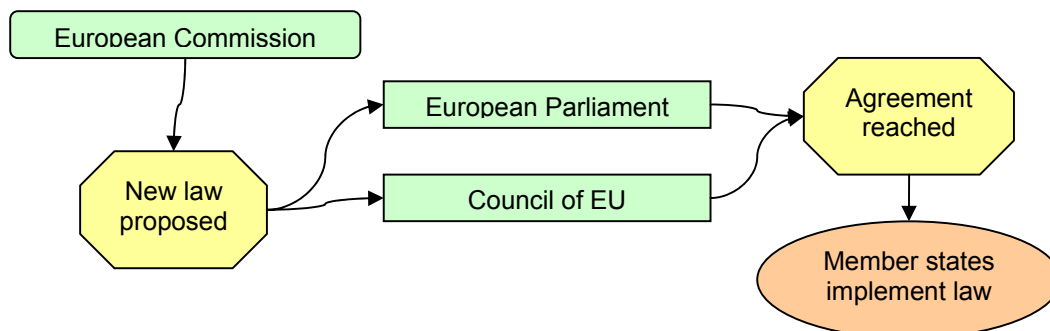 European Commission
New law
proposed
European Parliament
Council of EU
Agreement
reached
Member states
implement law